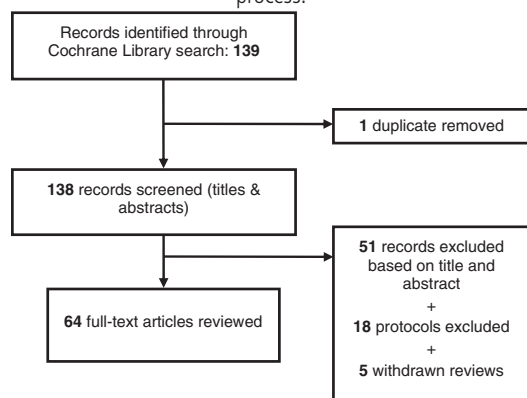 process.
Records identified through
Cochrane Library search: 139
1 duplicate removed
138 records screened (titles &
abstracts)
51 records excluded
based on title and
abstract
+
18 protocols excluded
+
5 withdrawn reviews
64 full-text articles reviewed